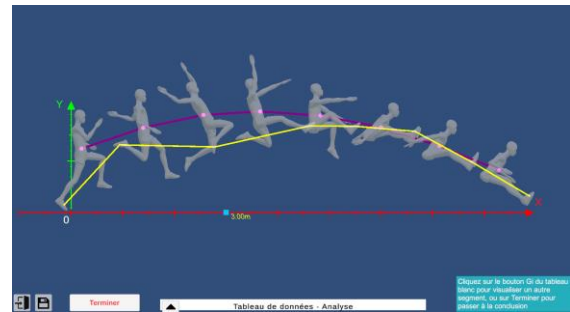 Y
X
0
3.00m
Cliquez sur le bouton Gi du tableau
blanc pour visualiser un autre
segment, ou sur Terminer pour
passer à la conclusion
Terminer
Tableau de données - Analyse